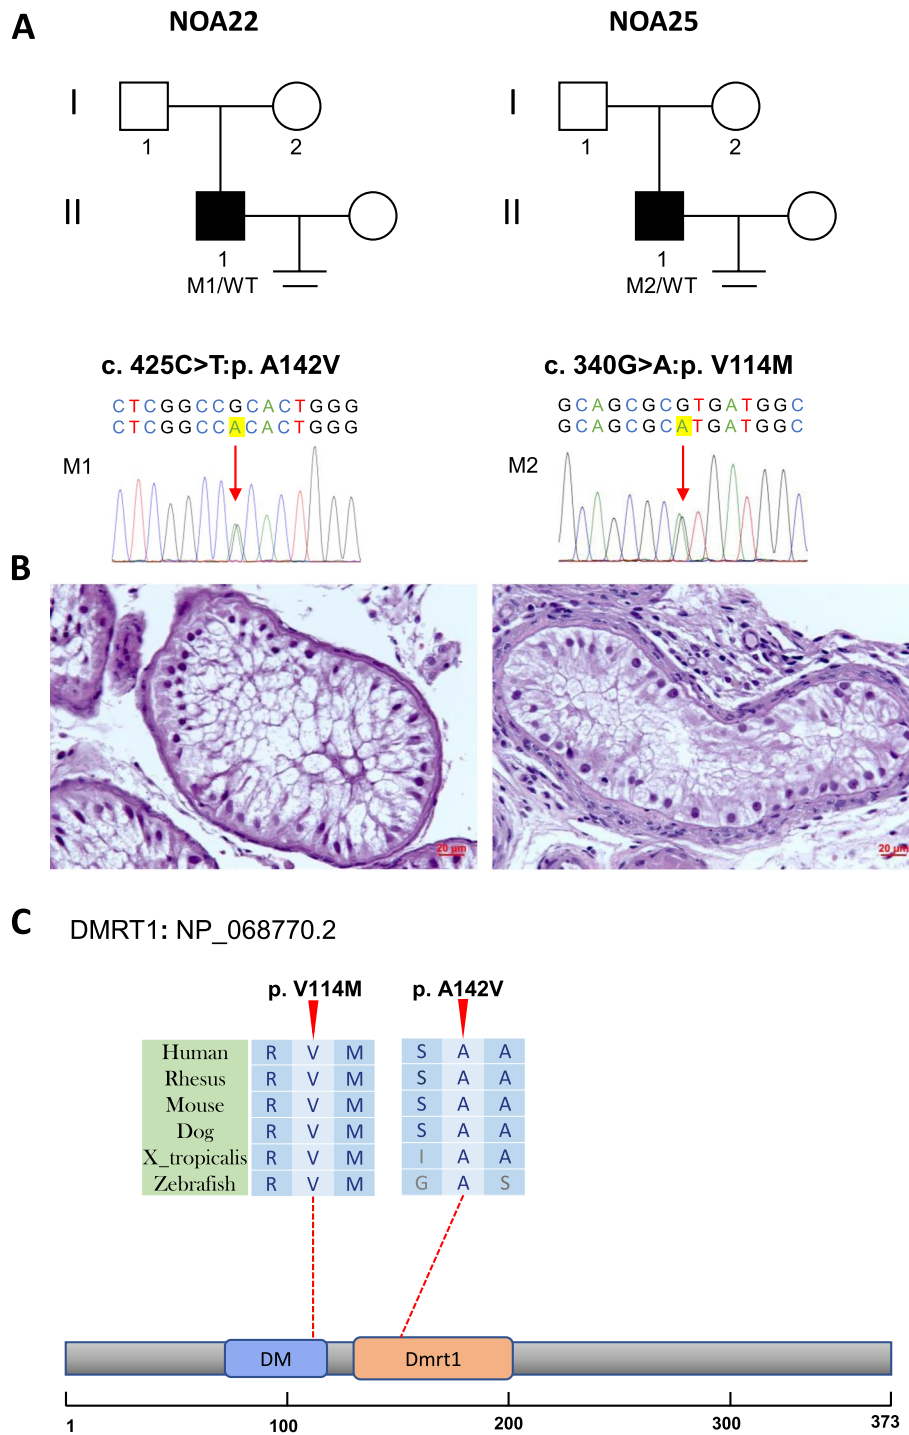 A
NOA22
NOA25
I
1
2
I
1
2
II
1
M1/WT
II
1
M2/WT
c. 425C>T:p. A142V
c. 340G>A:p. V114M
CTCGGCCGCACTGGG
CTCGGCCACACTGGG
GCAGCGCGTGATGGC
GCAGCGCATGATGGC
M1
M2
B
20 μm
20 μm
C
DMRT1: NP_068770.2
p. V114M
p. A142V
Human R V M S A A
Rhesus R V M S A A
Mouse R V M S A A
Dog R V M S A A
X_tropicalis R V M I A A
Zebrafish R V M G A S
DM
Dmrt1
1
100
200
300
373